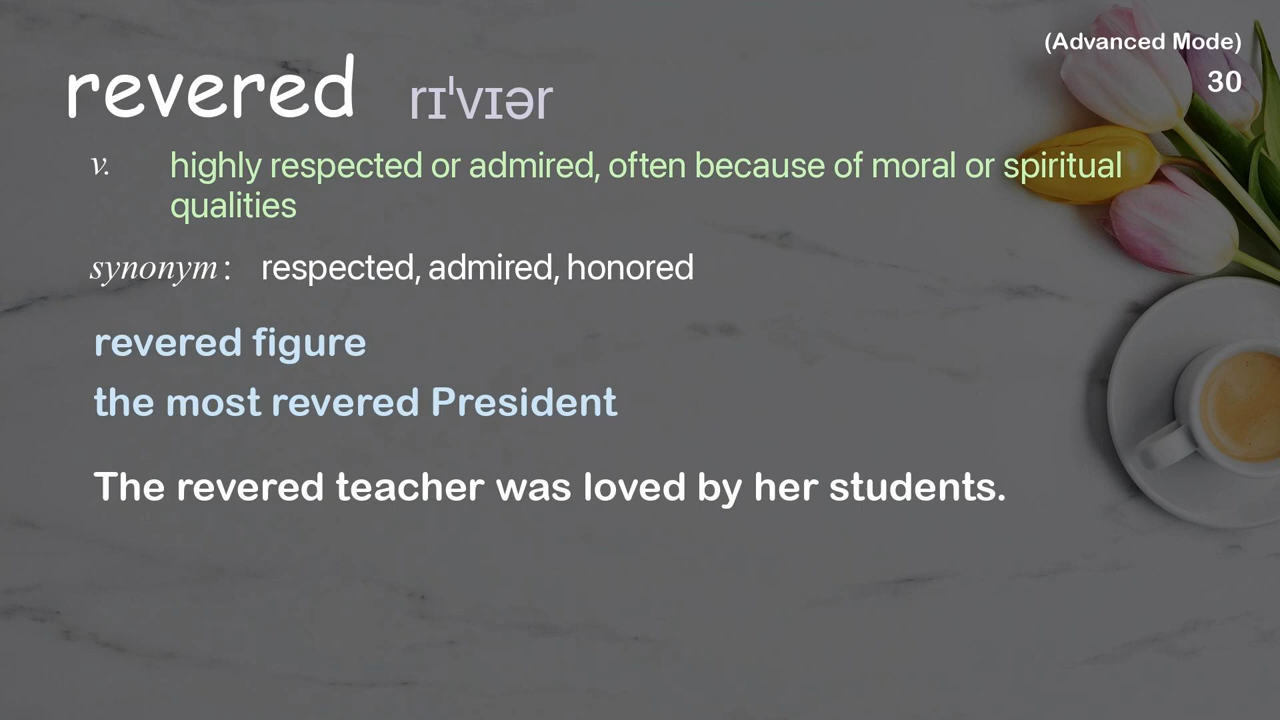 (Advanced Mode)
revered rɪˈvɪər
30
v. highly respected or admired, often because of moral or spiritual
qualities
synonym: respected, admired, honored
revered figure
the most revered President
The revered teacher was loved by her students.